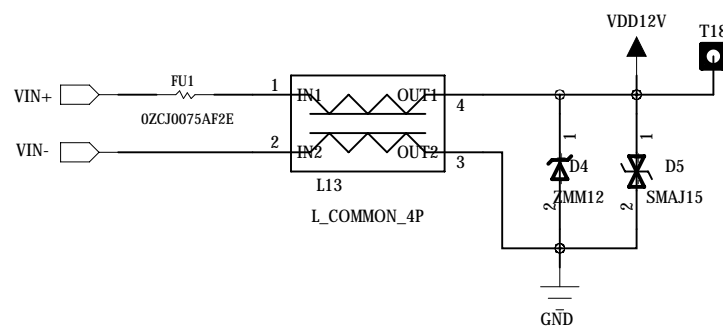 VDD12V
T18
FU1
VIN+
1
IN1
OUT1
4
0ZCJ0075AF2E
VIN-
2
IN2
OUT2
3
1
1
L13
D4
D5
ZMM12
SMAJ15
2
2
L_COMMON_4P
GND